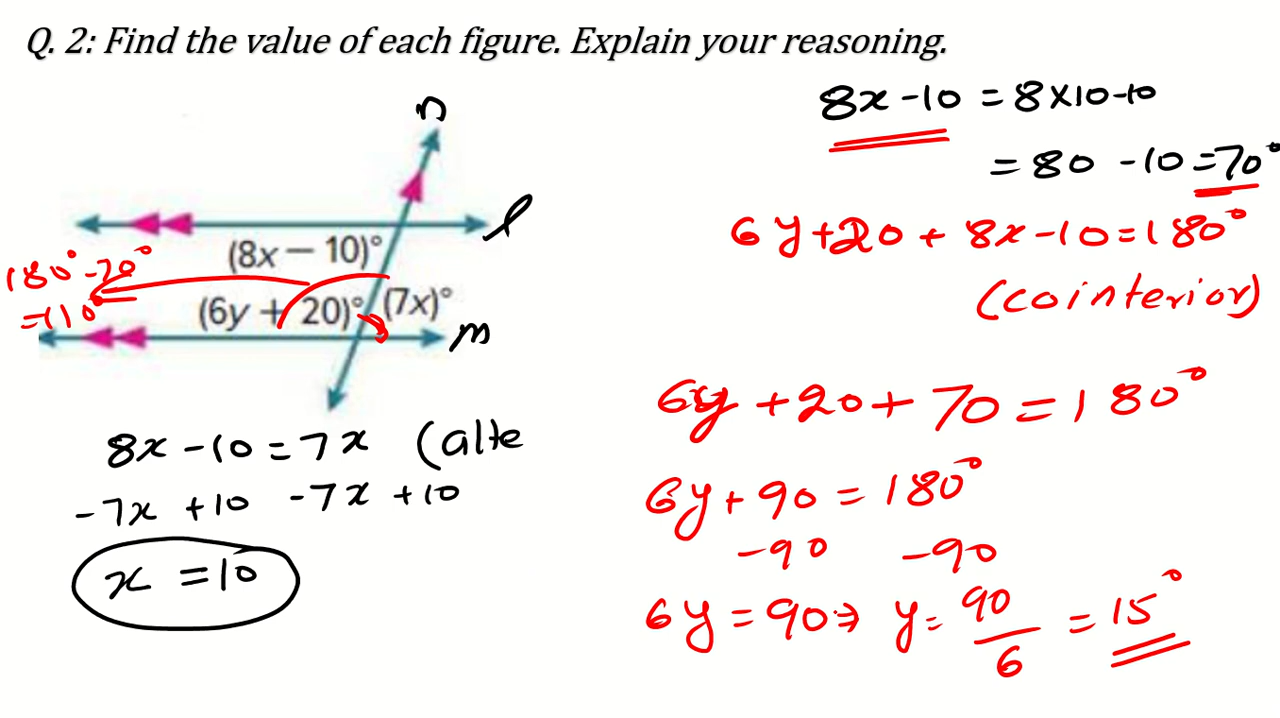 Q. 2: Find the value of each figure. Explain your reasoning.
n
l
(8x − 10)°
180° -70°
=110°
(6y + 20)° (7x)°
m
8x -10 = 7x (alte
-7x +10 -7x +10
x = 10
8x -10 = 8x10-10
= 80 -10 = 70°
6y+20 + 8x-10=180°
(cointerior)
6y +20+ 70 = 180°
6y+ 90 = 180°
-90 -90
6y = 90 ⇒ y= 90/6 = 15°